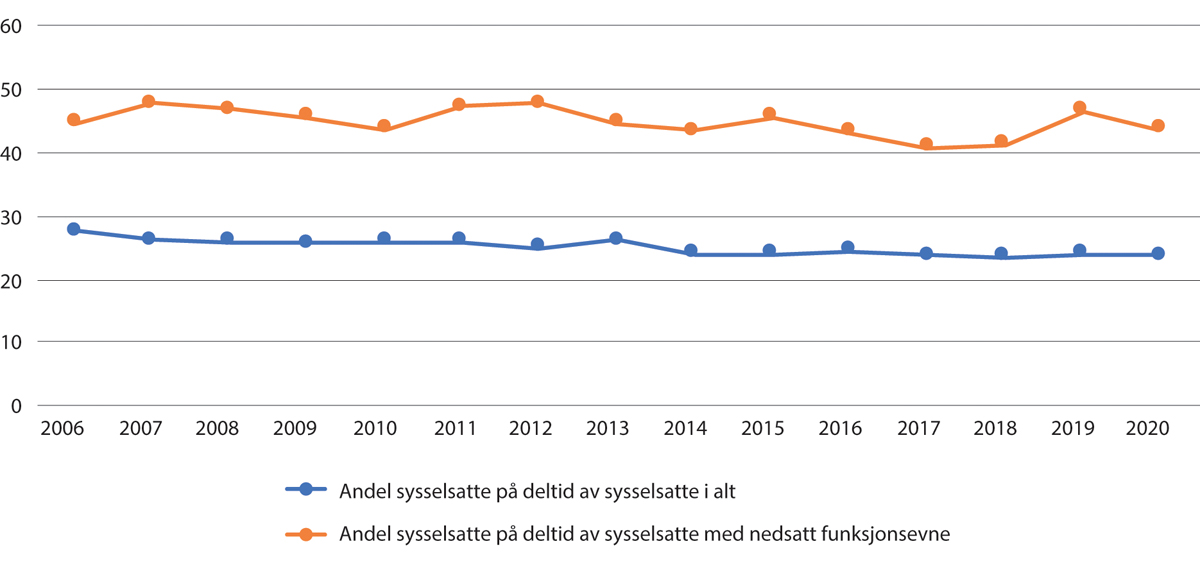 60
50
40
30
20
10
0
2006 2007 2008 2009 2010 2011 2012 2013 2014 2015 2016 2017 2018 2019 2020
Andel sysselsatte på deltid av sysselsatte i alt
Andel sysselsatte på deltid av sysselsatte med nedsatt funksjonsevne